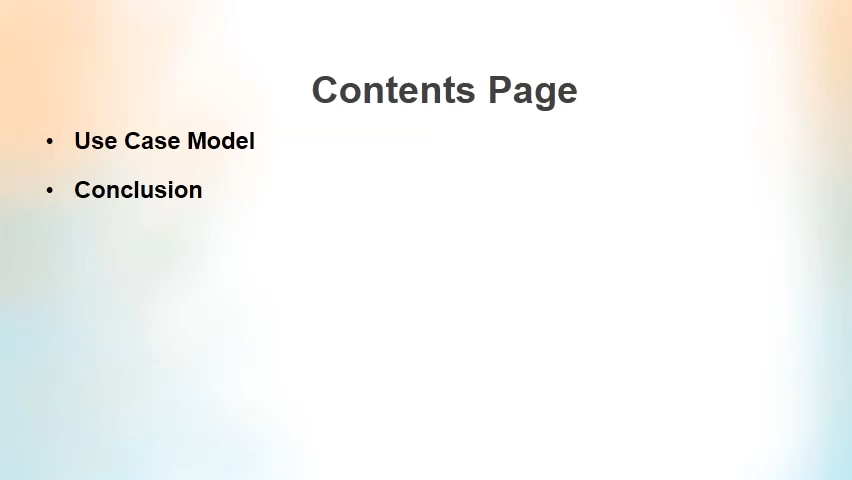 Contents Page
• Use Case Model
• Conclusion